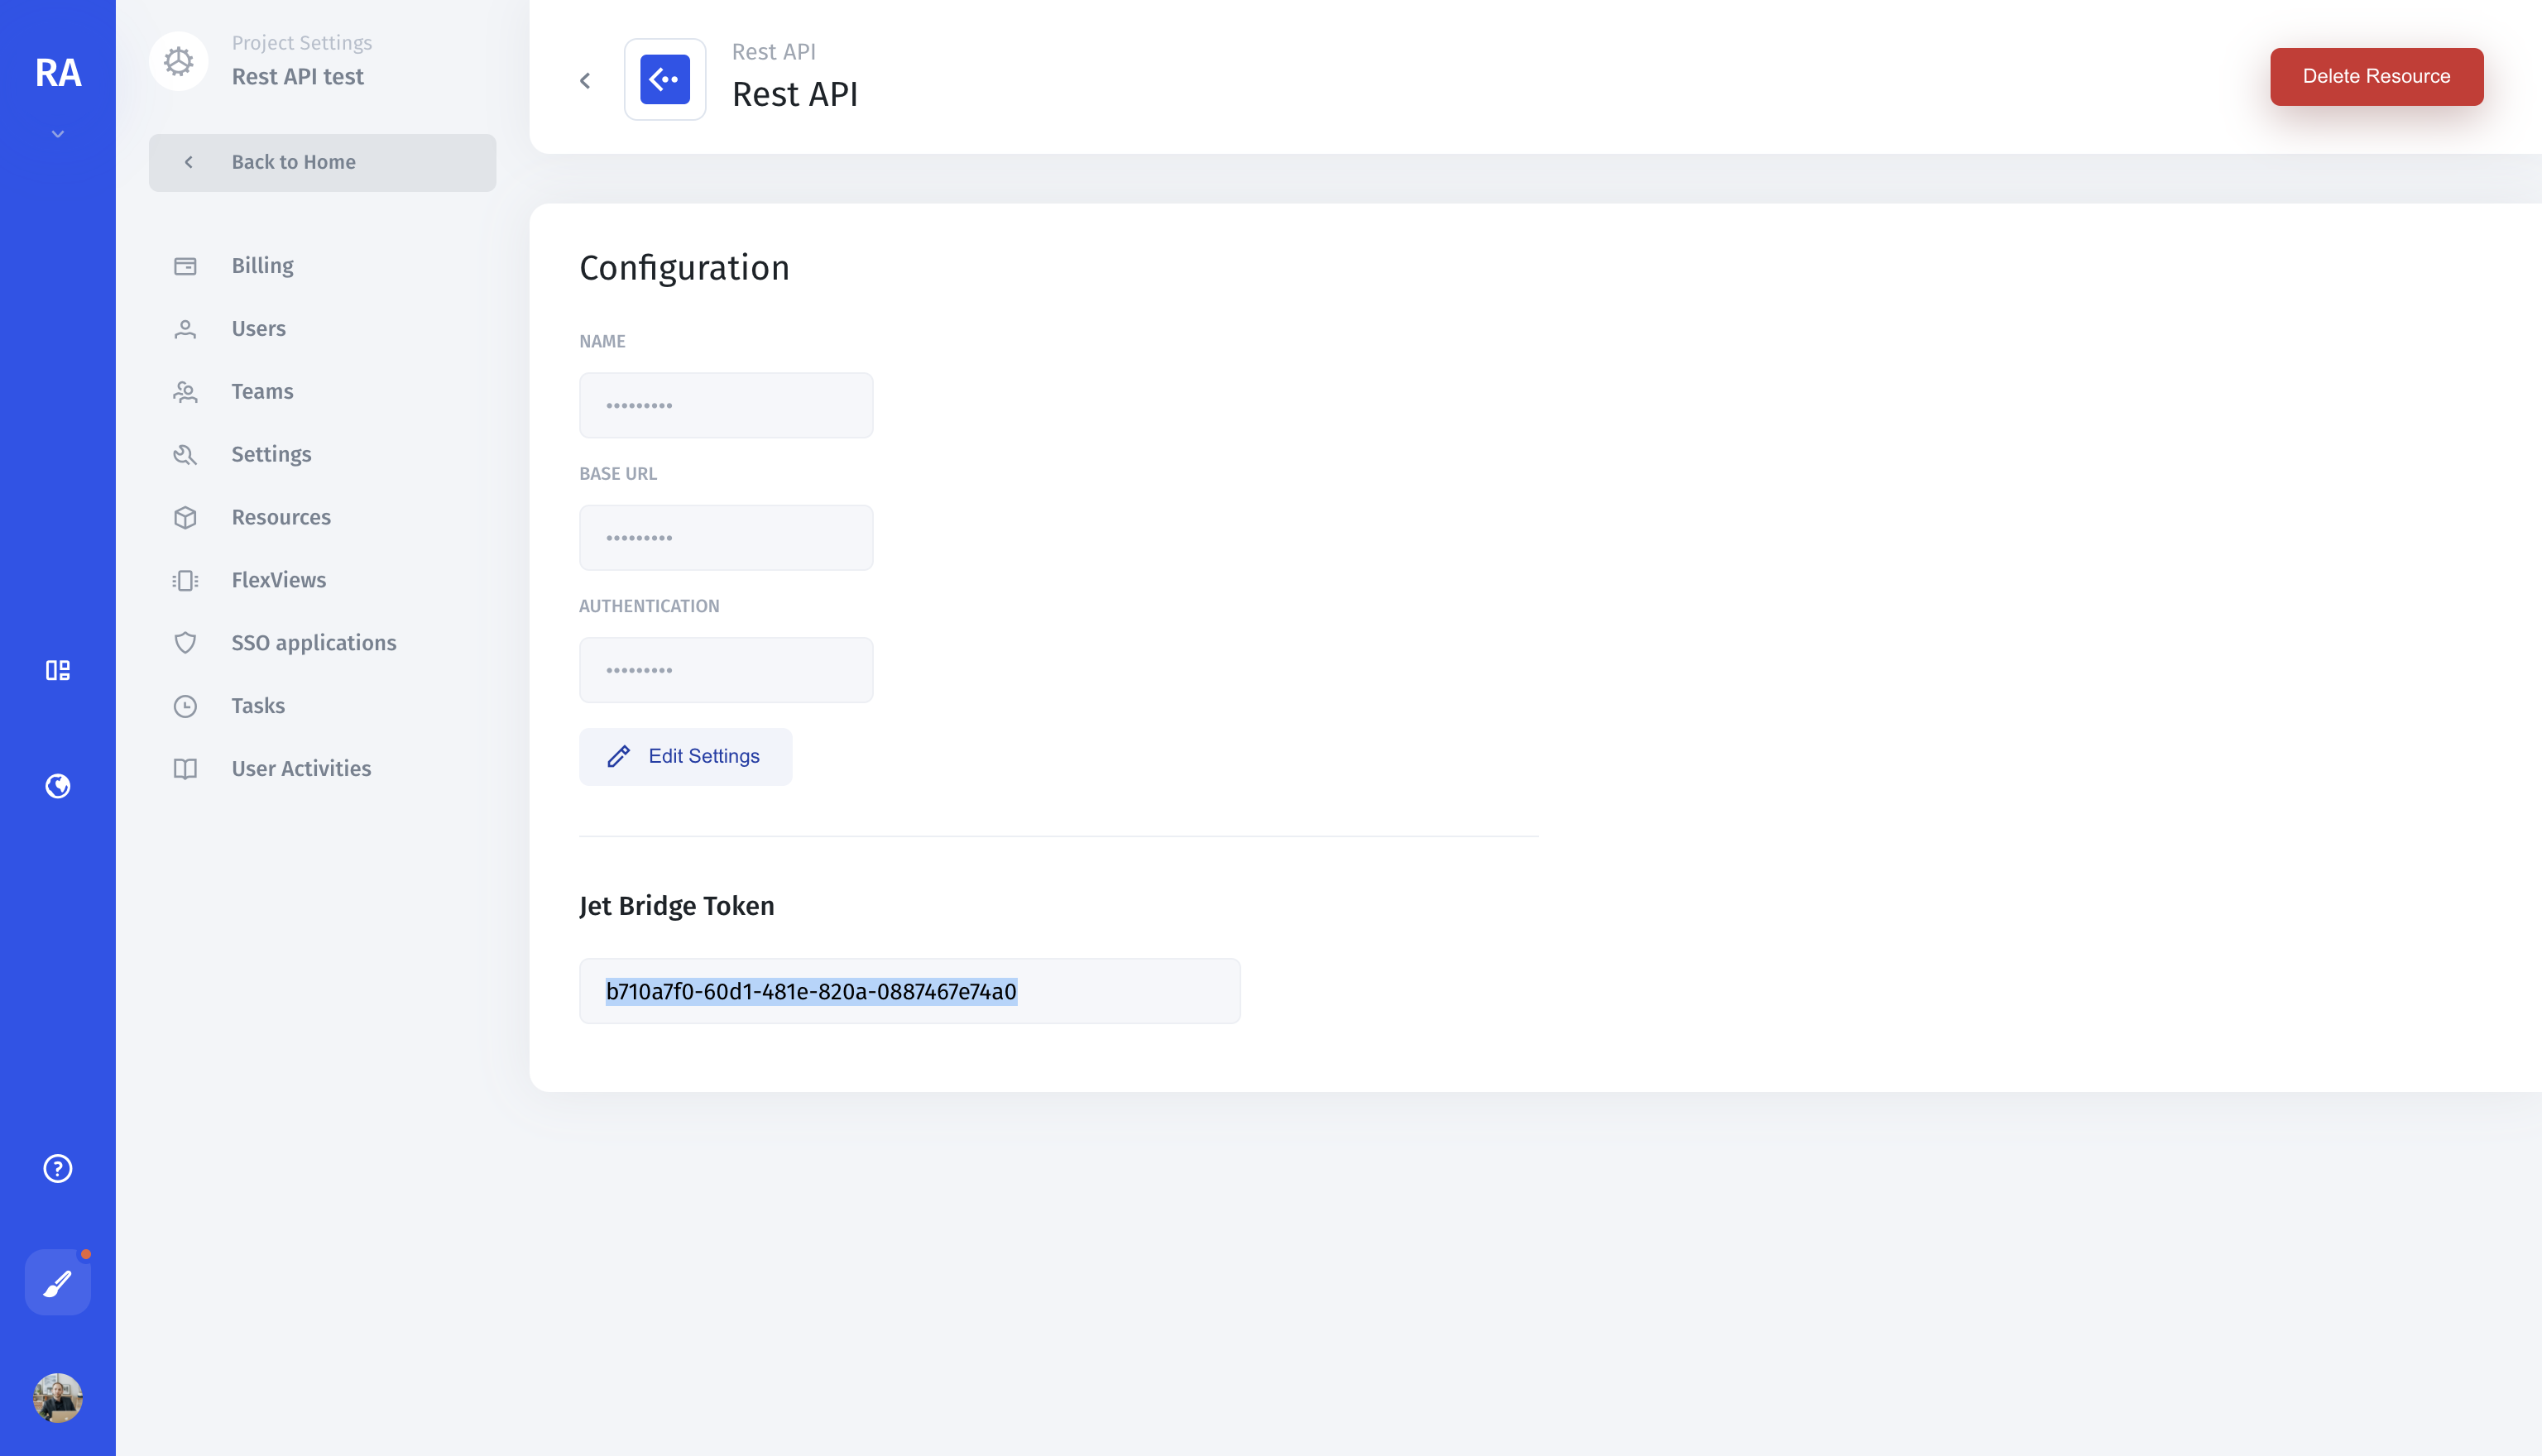 RA
Project Settings
Rest API test
Back to Home
Billing
Users
Teams
Settings
Resources
FlexViews
SSO applications
Tasks
User Activities
Rest API
Rest API
Delete Resource
Configuration
NAME
•••••••••
BASE URL
•••••••••
AUTHENTICATION
•••••••••
Edit Settings
Jet Bridge Token
b710a7f0-60d1-481e-820a-0887467e74a0